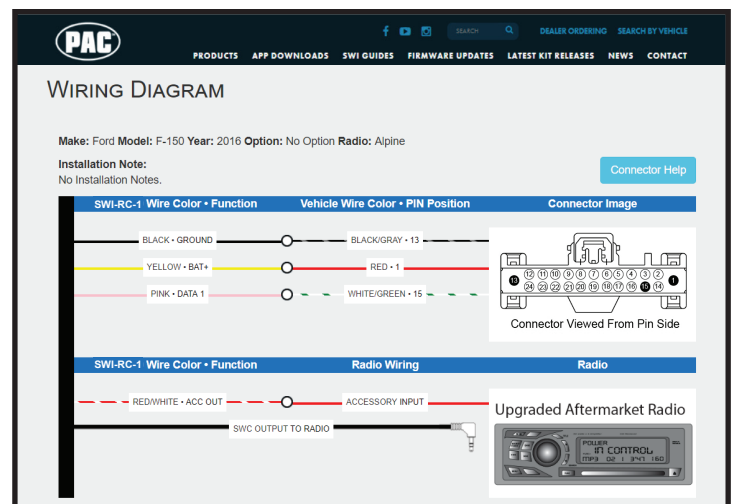 PAC
SEARCH
DEALER ORDERING SEARCH BY VEHICLE
PRODUCTS APP DOWNLOADS SWI GUIDES FIRMWARE UPDATES LATEST KIT RELEASES NEWS CONTACT
WIRING DIAGRAM
Make: Ford Model: F-150 Year: 2016 Option: No Option Radio: Alpine
Installation Note:
No Installation Notes.
Connector Help
SWI-RC-1 Wire Color • Function Vehicle Wire Color • PIN Position Connector Image
BLACK • GROUND BLACK/GRAY • 13
YELLOW • BAT+ RED • 1
PINK • DATA 1 WHITE/GREEN • 15
13 12 11 10 9 8 7 6 5 4 3 2 1
24 23 22 21 20 19 18 17 16 15 14
Connector Viewed From Pin Side
SWI-RC-1 Wire Color • Function Radio Wiring Radio
RED/WHITE • ACC OUT ACCESSORY INPUT
SWC OUTPUT TO RADIO
Upgraded Aftermarket Radio
POWER
IN CONTROL
MP3 02 1 347 160